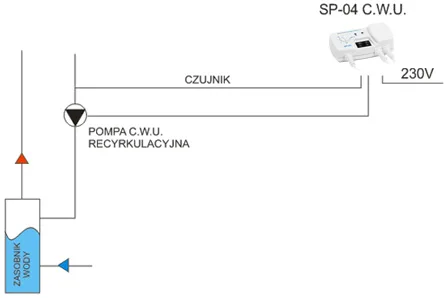 SP-04 C.W.U.
CZUJNIK
230V
POMPA C.W.U.
RECYRKULACYJNA
ZASOBNIK
WODY